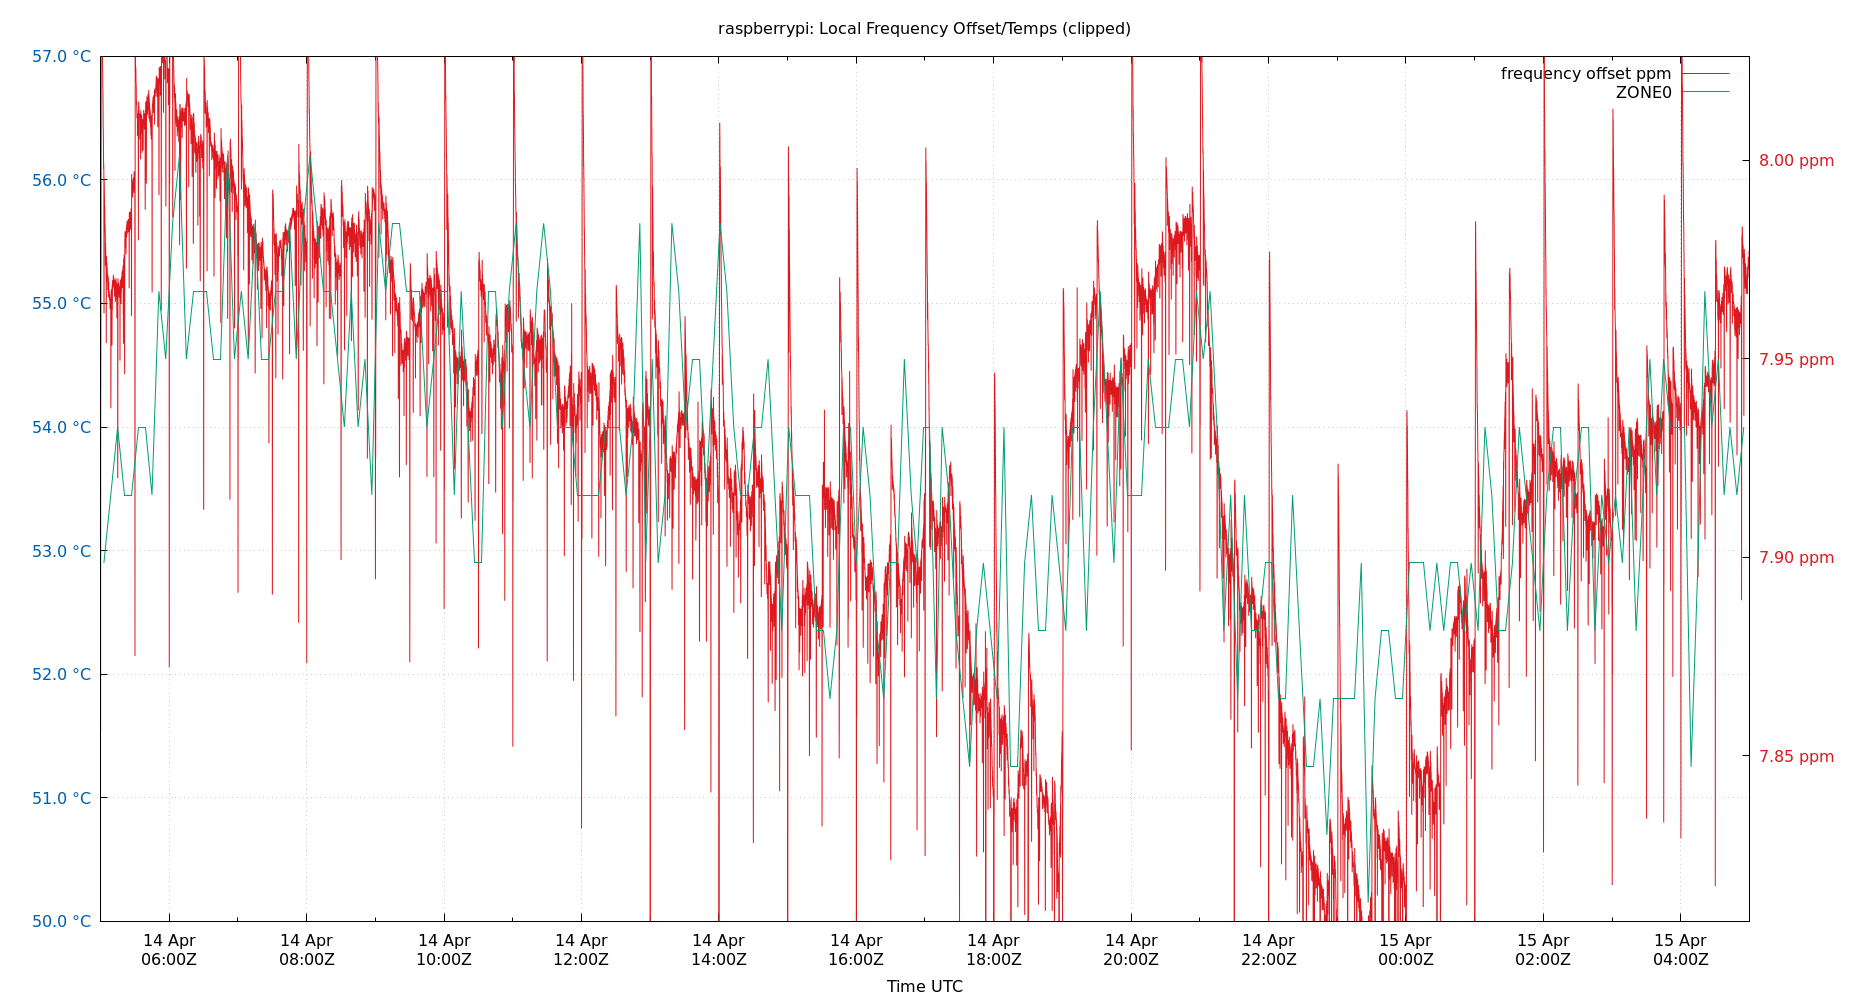 raspberrypi: Local Frequency Offset/Temps (clipped)
frequency offset ppm
ZONE0
57.0 °C
56.0 °C
55.0 °C
54.0 °C
53.0 °C
52.0 °C
51.0 °C
50.0 °C
8.00 ppm
7.95 ppm
7.90 ppm
7.85 ppm
14 Apr 14 Apr 14 Apr 14 Apr 14 Apr 14 Apr 14 Apr 14 Apr 14 Apr 15 Apr 15 Apr 15 Apr
06:00Z 08:00Z 10:00Z 12:00Z 14:00Z 16:00Z 18:00Z 20:00Z 22:00Z 00:00Z 02:00Z 04:00Z
Time UTC